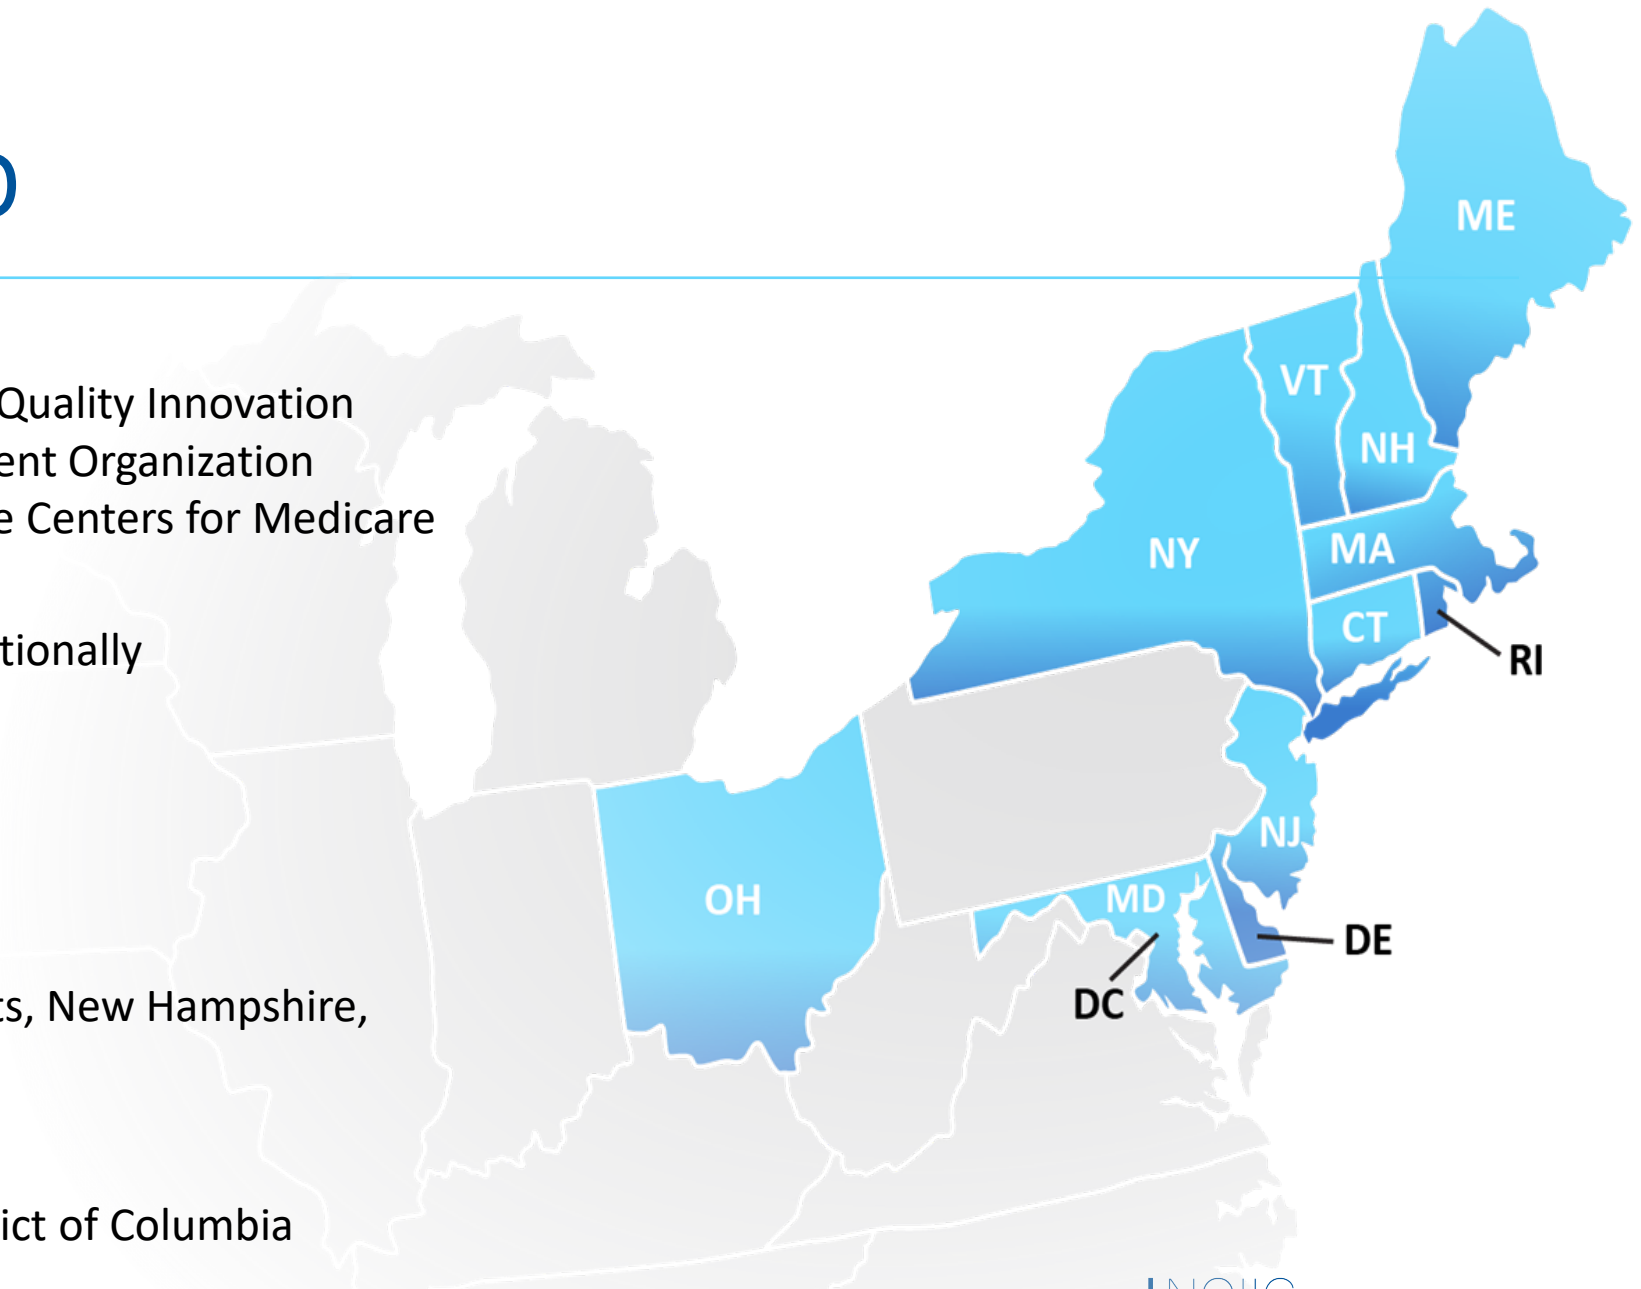 Quality Innovation
ent Organization
e Centers for Medicare
tionally
ts, New Hampshire,
ict of Columbia
ME
VT
NH
NY
MA
CT
RI
NJ
OH
MD
DE
DC